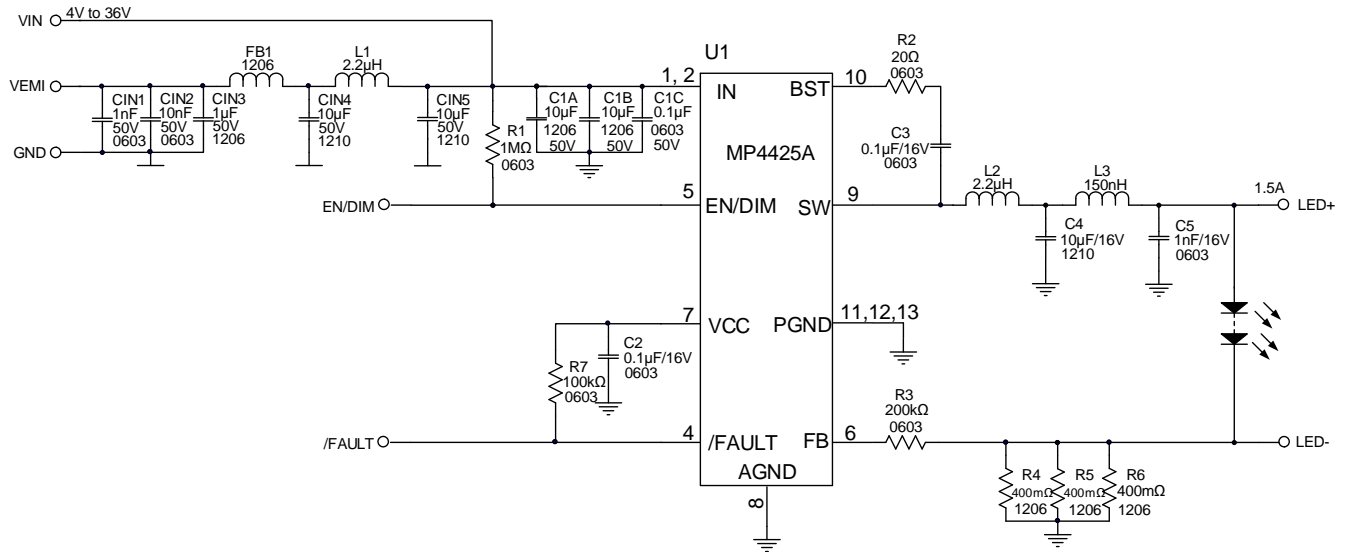 VIN
4V to 36V
VEMI
GND
FB1
1206
L1
2.2µH
CIN1
1nF
50V
0603
CIN2
10nF
50V
0603
CIN3
1µF
50V
1206
CIN4
10µF
50V
1210
CIN5
10µF
50V
1210
R1
1MΩ
0603
C1A
10µF
1206
50V
C1B
10µF
1206
50V
C1C
0.1µF
0603
50V
EN/DIM
U1
MP4425A
1, 2
IN
BST
10
5
EN/DIM
SW
9
7
VCC
PGND
11,12,13
4
/FAULT
FB
6
AGND
8
R2
20Ω
0603
C3
0.1µF/16V
0603
L2
2.2µH
L3
150nH
1.5A
LED+
C4
10µF/16V
1210
C5
1nF/16V
0603
C2
0.1µF/16V
0603
R7
100kΩ
0603
/FAULT
R3
200kΩ
0603
LED-
R4
400mΩ
1206
R5
400mΩ
1206
R6
400mΩ
1206